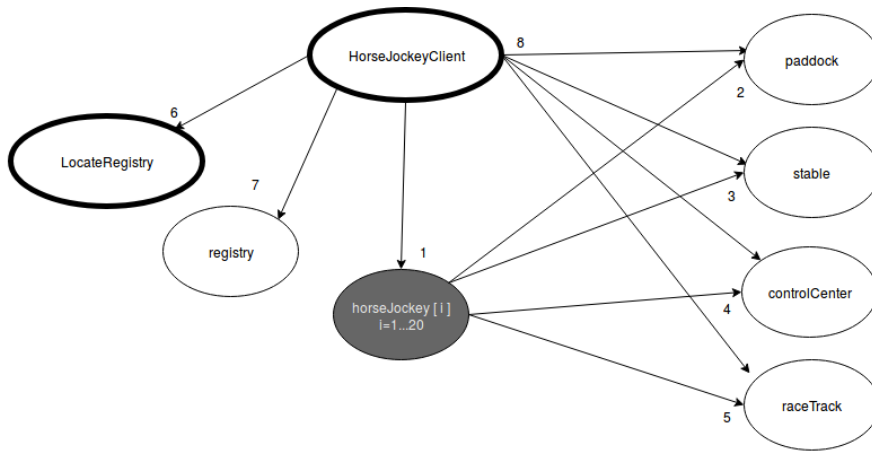 HorseJockeyClient
8
paddock
2
6
LocateRegistry
stable
7
3
registry
1
controlCenter
horseJockey [ i ]
i=1...20
4
raceTrack
5